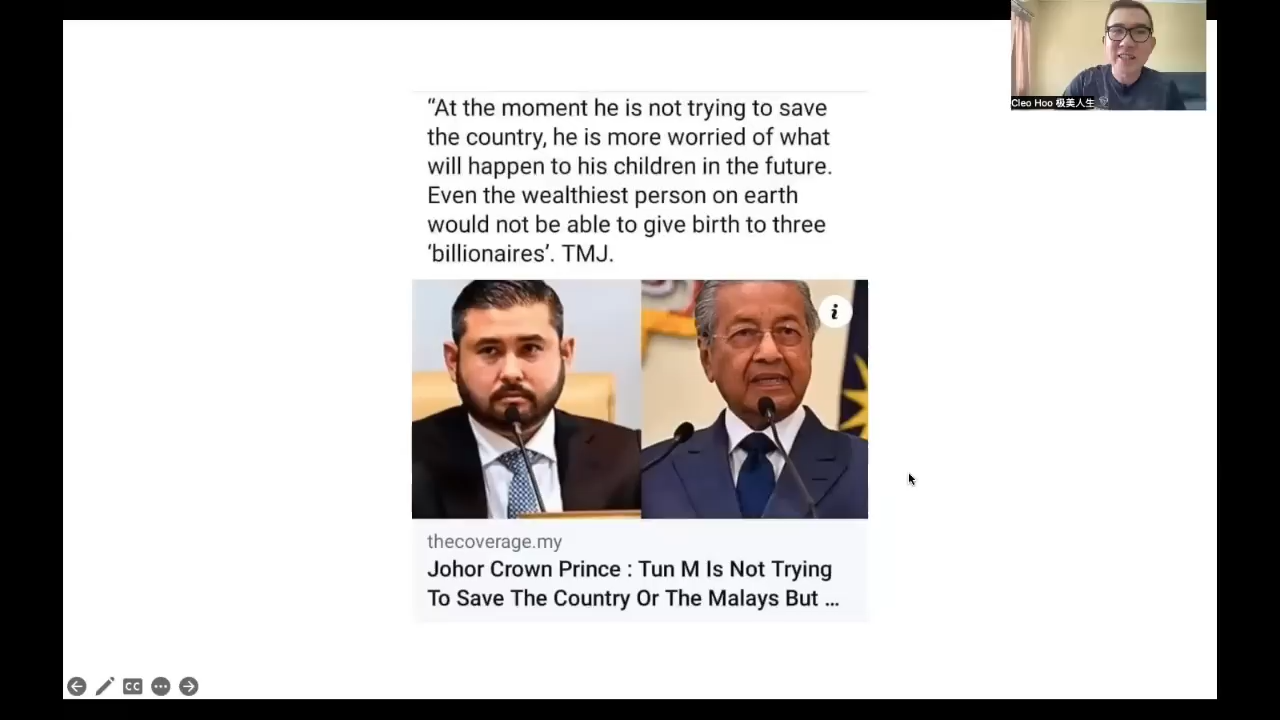 Cleo Hoo 极美人生
“At the moment he is not trying to save
the country, he is more worried of what
will happen to his children in the future.
Even the wealthiest person on earth
would not be able to give birth to three
‘billionaires’. TMJ.
i
thecoverage.my
Johor Crown Prince : Tun M Is Not Trying
To Save The Country Or The Malays But ...
CC